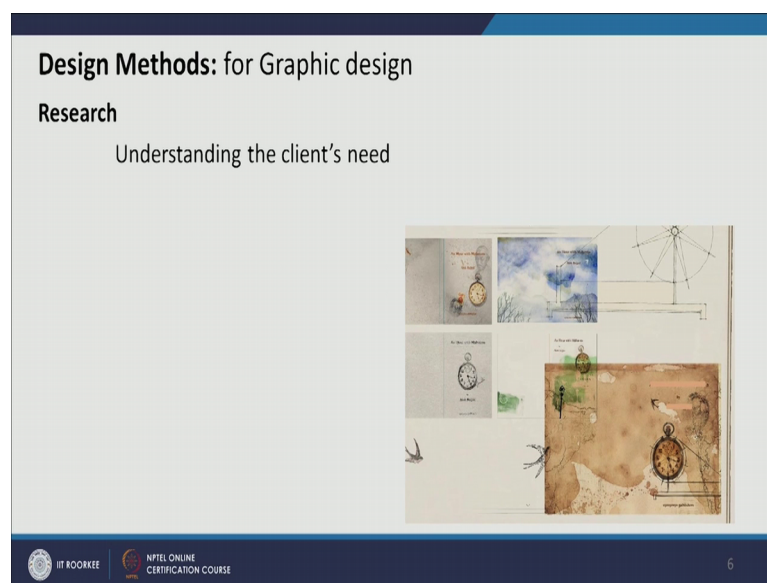 Design Methods: for Graphic design
Research
Understanding the client's need
IIT ROORKEE
NPTEL ONLINE
CERTIFICATION COURSE
6